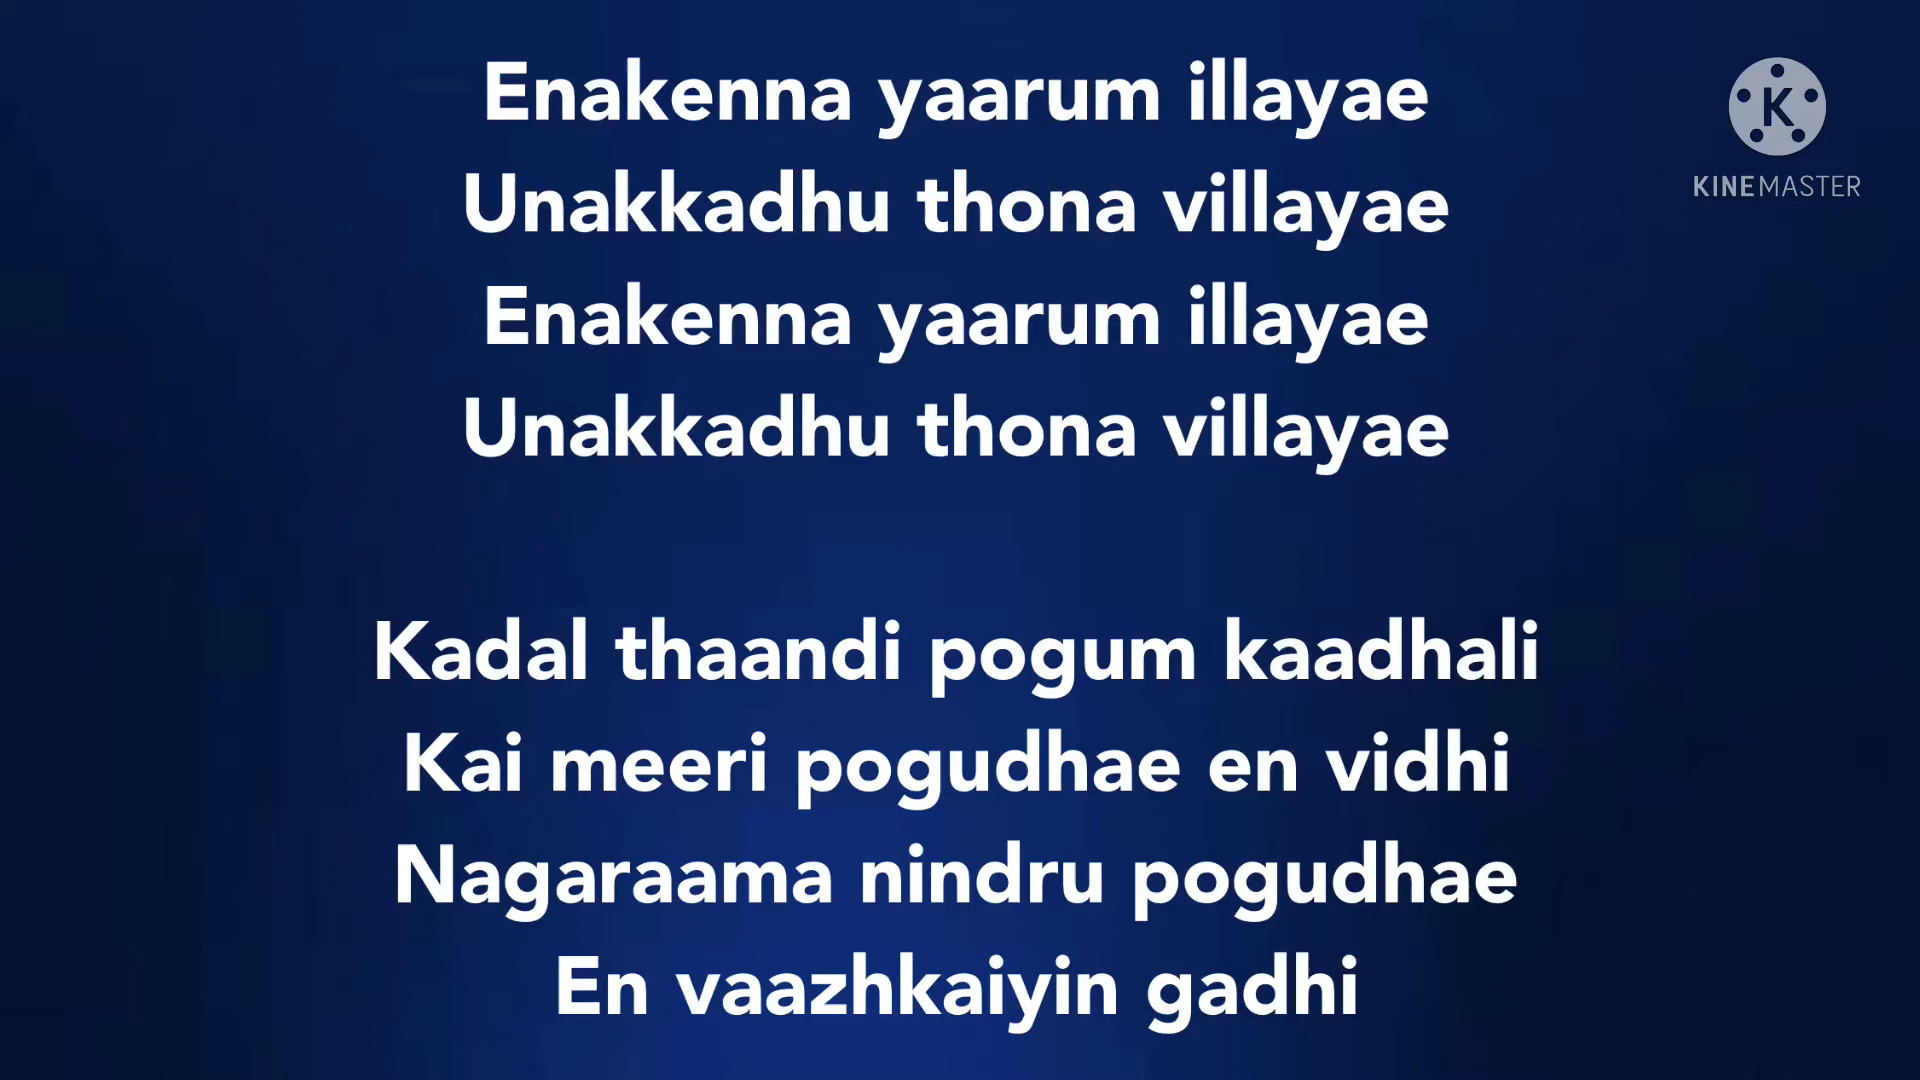 Enakenna yaarum illayae
Unakkadhu thona villayae
Enakenna yaarum illayae
Unakkadhu thona villayae
Kadal thaandi pogum kaadhali
Kai meeri pogudhae en vidhi
Nagaraama nindru pogudhae
En vaazhkaiyin gadhi
K
KINEMASTER